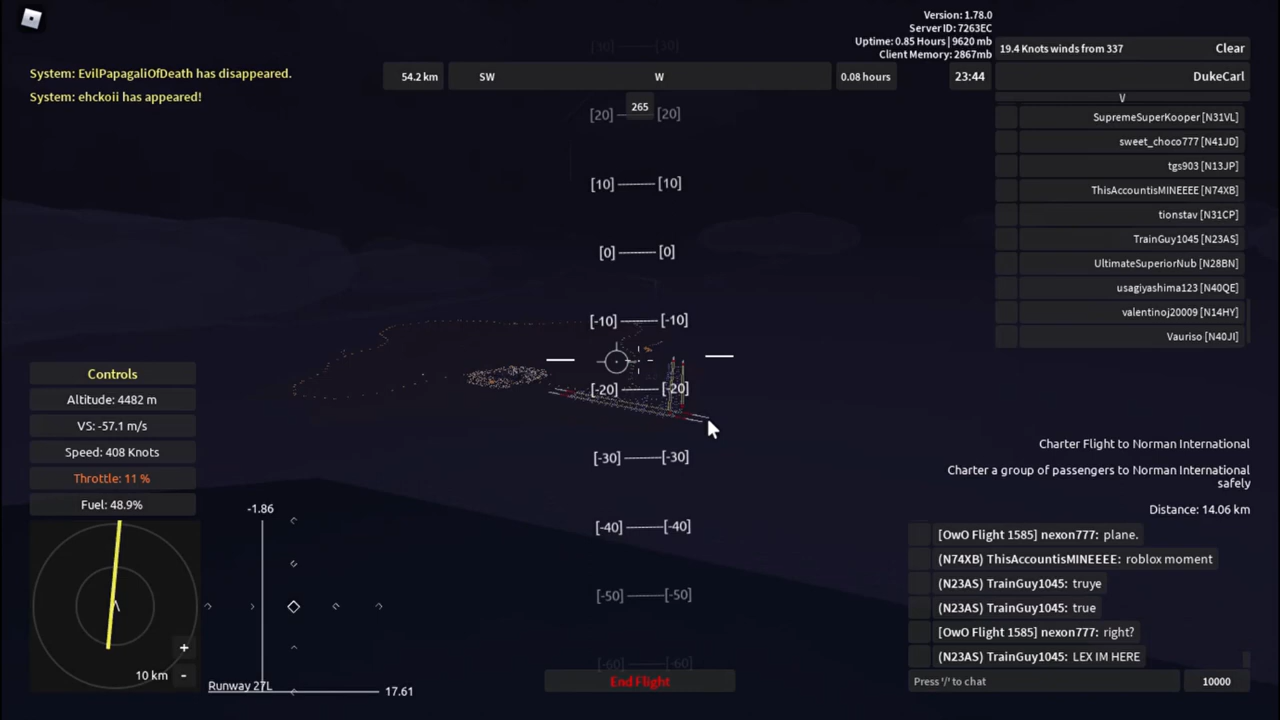 Version: 1.78.0
Server ID: 7263EC
Uptime: 0.85 Hours | 9620 mb
Client Memory: 2867mb
19.4 Knots winds from 337 Clear
System: EvilPapagaliOfDeath has disappeared.
System: ehckoii has appeared!
54.2 km SW W 0.08 hours 23:44 DukeCarl
V
265
[30] [30]
[20] [20]
[10] [10]
[0] [0]
[-10] [-10]
[-20] [-20]
[-30] [-30]
[-40] [-40]
[-50] [-50]
[-60] [-60]
SupremeSuperKooper [N31VL]
sweet_choco777 [N41JD]
tgs903 [N13JP]
ThisAccountisMINEEEE [N74XB]
tionstav [N31CP]
TrainGuy1045 [N23AS]
UltimateSuperiorNub [N28BN]
usagiyashima123 [N40QE]
valentinoj20009 [N14HY]
Vauriso [N40JI]
Controls
Altitude: 4482 m
VS: -57.1 m/s
Speed: 408 Knots
Throttle: 11 %
Fuel: 48.9%
+
10 km -
-1.86
Runway 27L 17.61
End Flight
Charter Flight to Norman International
Charter a group of passengers to Norman International
safely
Distance: 14.06 km
[OwO Flight 1585] nexon777: plane.
(N74XB) ThisAccountisMINEEEE: roblox moment
(N23AS) TrainGuy1045: truye
(N23AS) TrainGuy1045: true
[OwO Flight 1585] nexon777: right?
(N23AS) TrainGuy1045: LEX IM HERE
Press '/' to chat 10000